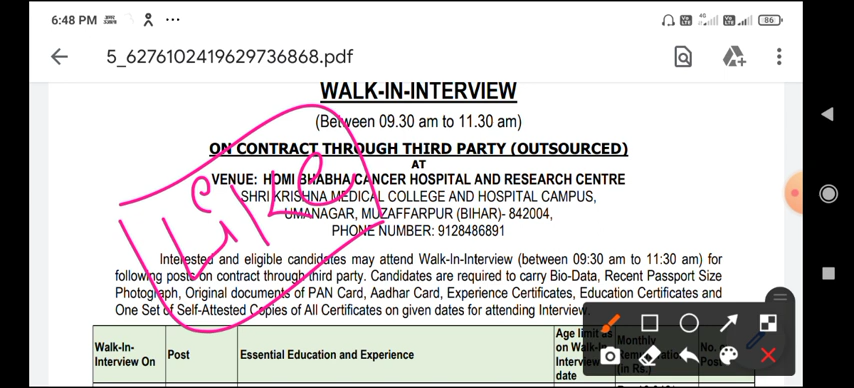 6:48 PM
86
5_6276102419629736868.pdf
WALK-IN-INTERVIEW
(Between 09.30 am to 11.30 am)
ON CONTRACT THROUGH THIRD PARTY (OUTSOURCED)
AT
VENUE: HOMI BHABHA CANCER HOSPITAL AND RESEARCH CENTRE
SHRI KRISHNA MEDICAL COLLEGE AND HOSPITAL CAMPUS,
UMANAGAR, MUZAFFARPUR (BIHAR)- 842004,
PHONE NUMBER: 9128486891
Like
Interested and eligible candidates may attend Walk-In-Interview (between 09:30 am to 11:30 am) for
following posts on contract through third party. Candidates are required to carry Bio-Data, Recent Passport Size
Photograph, Original documents of PAN Card, Aadhar Card, Experience Certificates, Education Certificates and
One Set of Self-Attested Copies of All Certificates on given dates for attending Interview.
Walk-In-
Interview On
Post
Essential Education and Experience
Age limit as
on Walk-In
Interview
date
Monthly
(in Rs.)
No. of
Post